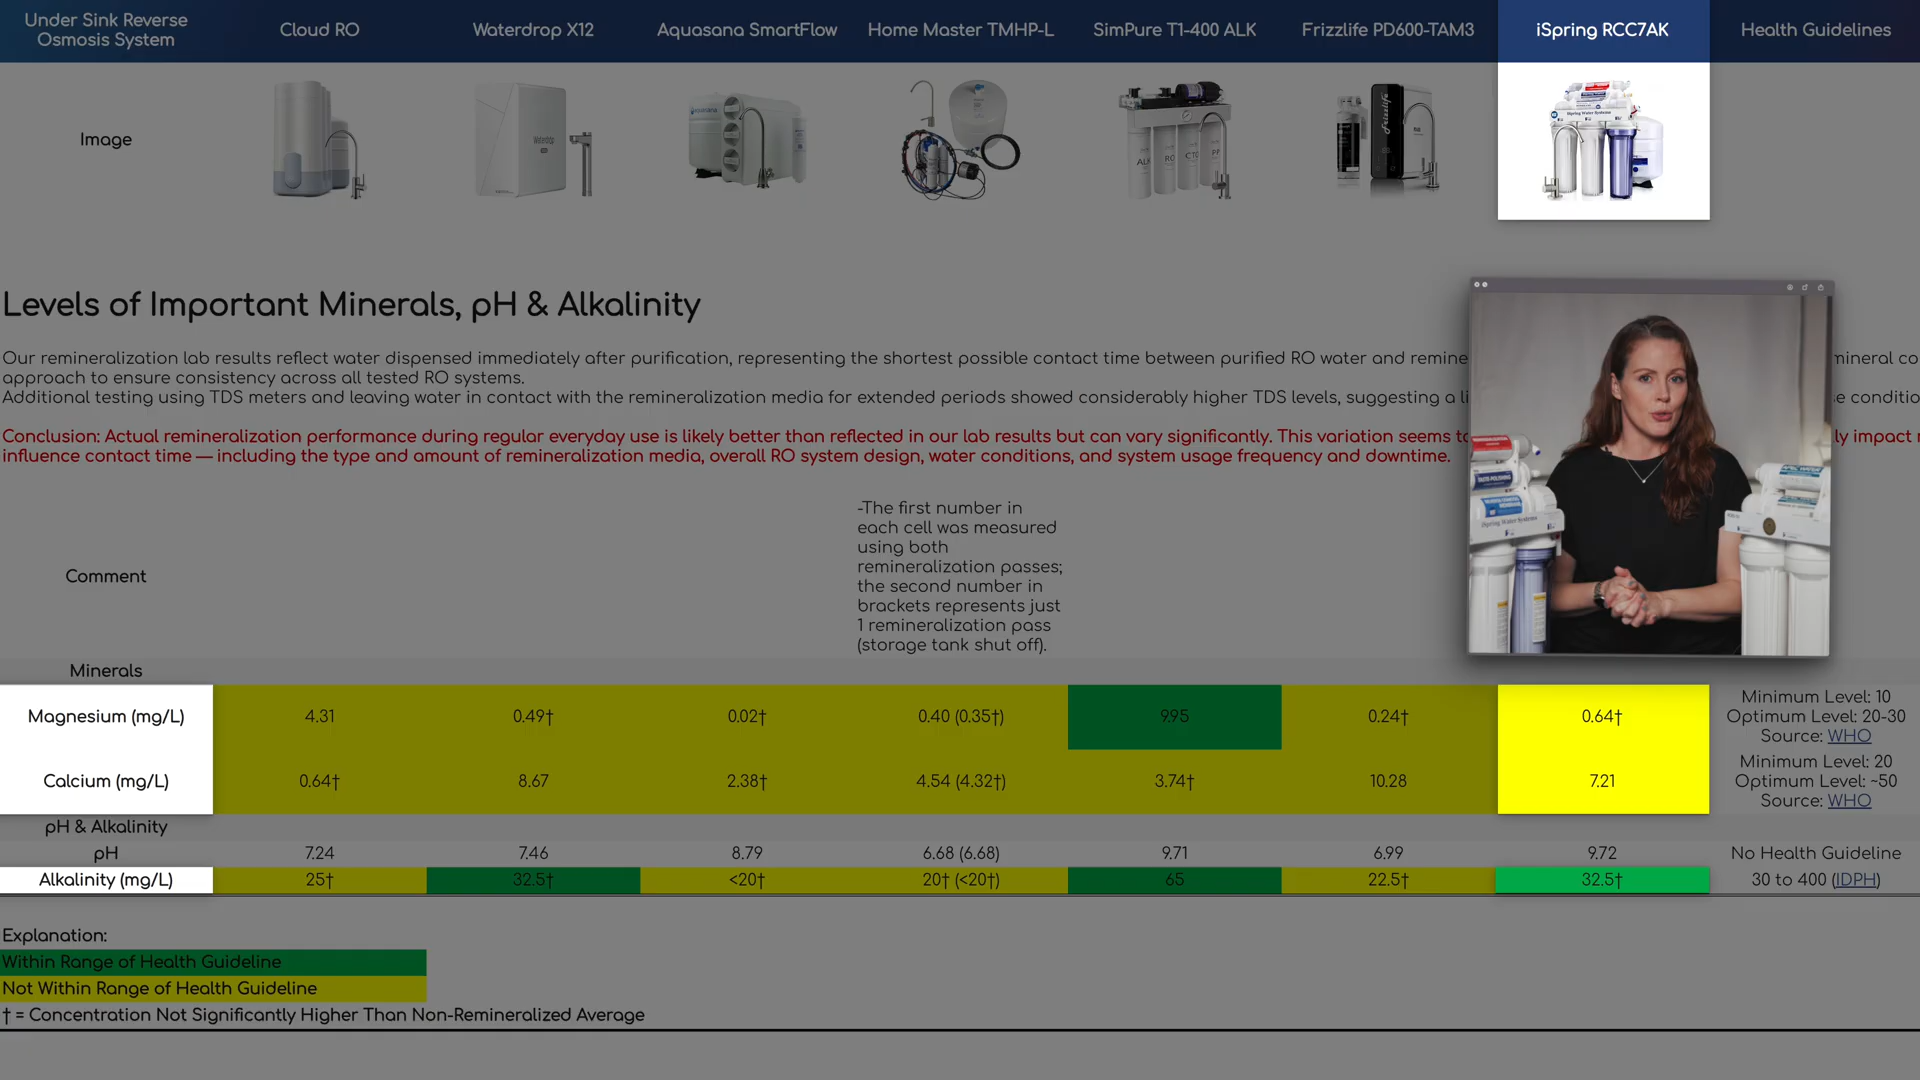 Under Sink Reverse
Osmosis System
Cloud RO
Waterdrop X12
Aquasana SmartFlow
Home Master TMHP-L
SimPure T1-400 ALK
Frizzlife PD600-TAM3
iSpring RCC7AK
Health Guidelines
Image
Levels of Important Minerals, pH & Alkalinity
Our remineralization lab results reflect water dispensed immediately after purification, representing the shortest possible contact time between purified RO water and remine
mineral co
approach to ensure consistency across all tested RO systems.
Additional testing using TDS meters and leaving water in contact with the remineralization media for extended periods showed considerably higher TDS levels, suggesting a li
e conditio
Conclusion: Actual remineralization performance during regular everyday use is likely better than reflected in our lab results but can vary significantly. This variation seems to
ly impact
influence contact time — including the type and amount of remineralization media, overall RO system design, water conditions, and system usage frequency and downtime.
Comment
-The first number in
each cell was measured
using both
remineralization passes;
the second number in
brackets represents just
1 remineralization pass
(storage tank shut off).
iSpring Water Systems
Minerals
Magnesium (mg/L) 4.31 0.49† 0.02† 0.40 (0.35†) 9.95 0.24† 0.64†
Minimum Level: 10
Optimum Level: 20-30
Source: WHO
Calcium (mg/L) 0.64† 8.67 2.38† 4.54 (4.32†) 3.74† 10.28 7.21
Minimum Level: 20
Optimum Level: ~50
Source: WHO
pH & Alkalinity
pH 7.24 7.46 8.79 6.68 (6.68) 9.71 6.99 9.72 No Health Guideline
Alkalinity (mg/L) 25† 32.5† <20† 20† (<20†) 65 22.5† 32.5† 30 to 400 (IDPH)
Explanation:
Within Range of Health Guideline
Not Within Range of Health Guideline
† = Concentration Not Significantly Higher Than Non-Remineralized Average